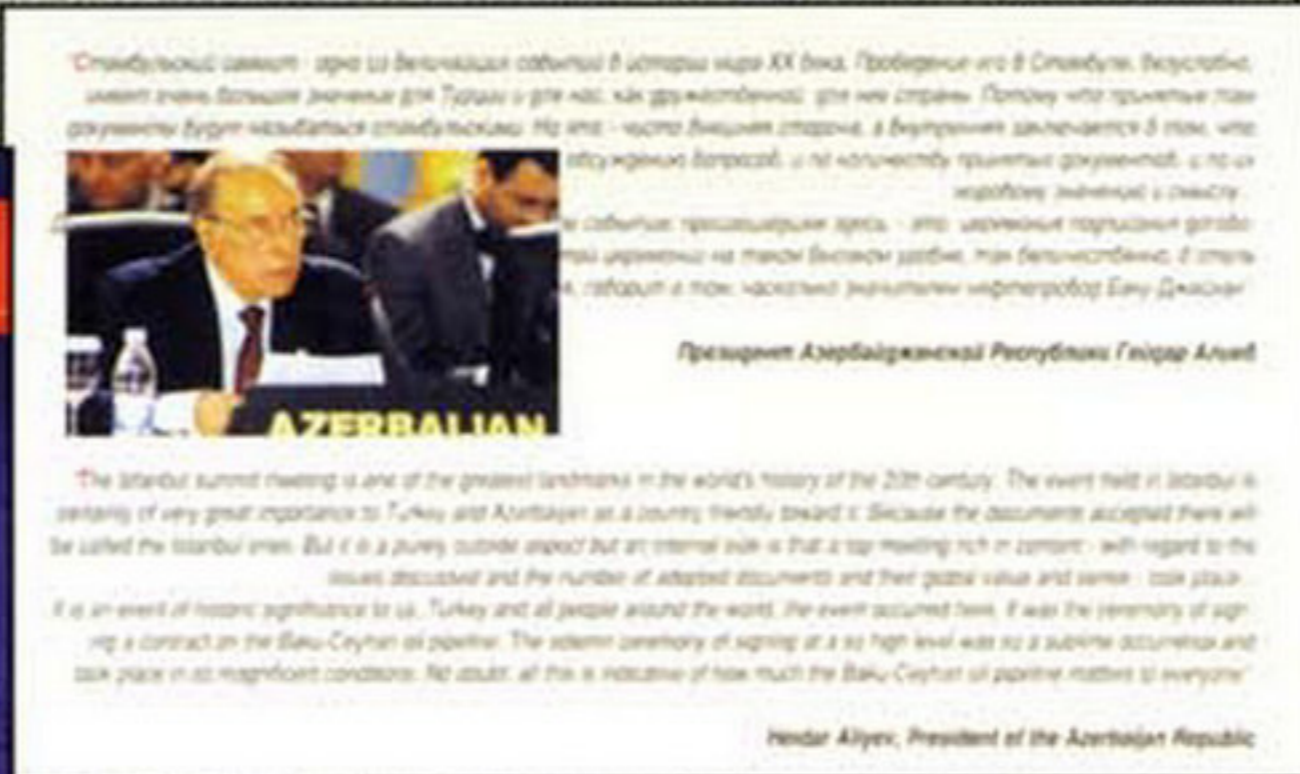 "Стамбульский саммит - одно из величайших событий в истории мира XX века. Проведение его в Стамбуле, безусловно,
имеет очень большое значение для Турции и для нас, как дружественной для нее страны. Потому что принятые там
документы будут называться стамбульскими. Но это - чисто внешняя сторона, а внутренняя заключается в том, что
обсуждению вопросов, и по количеству принятых документов, и по их
мировому значению и смыслу.
событие, происшедшее здесь - это церемония подписания догово-
церемонии на таком высоком уровне, так величественно, в столь
говорит о том, насколько значителен нефтепровод Баку-Джейхан".
Президент Азербайджанской Республики Гейдар Алиев
AZERBAIJAN
"The Istanbul summit meeting is one of the greatest landmarks in the world's history of the 20th century. The event held in Istanbul is
certainly of very great importance to Turkey and Azerbaijan as a country friendly toward it. Because the documents accepted there will
be called the Istanbul ones. But it is a purely outside aspect but an internal side is that a top meeting rich in content - with regard to the
issues discussed and the number of adopted documents and their global value and sense - took place.
It is an event of historic significance to us, Turkey and all people around the world, the event occurred here. It was the ceremony of sign-
ing a contract on the Baku-Ceyhan oil pipeline. The solemn ceremony of signing at a so high level was so a sublime occurrence and
took place in so magnificent conditions. No doubt, all this is indicative of how much the Baku-Ceyhan oil pipeline matters to everyone".
Heidar Aliyev, President of the Azerbaijan Republic